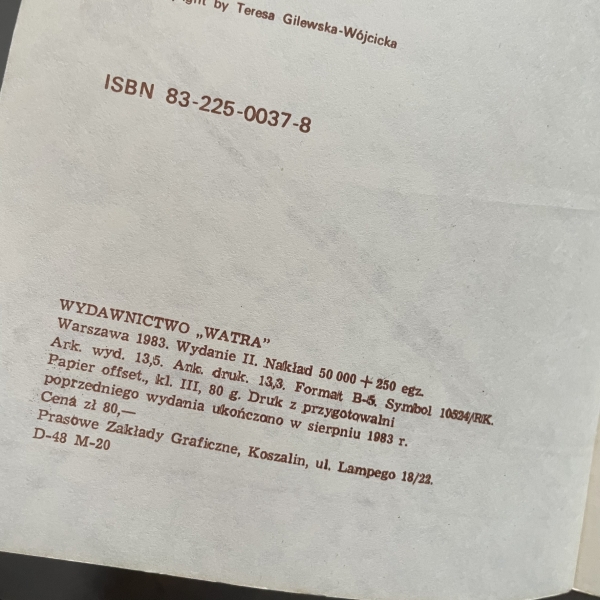 by Teresa Gilewska-Wójcicka
ISBN 83-225-0037-8
WYDAWNICTWO „WATRA"
Warszawa 1983. Wydanie II. Nakład 50 000 + 250 egz.
Ark. wyd. 13,5. Ark. druk. 13,3. Format B-5. Symbol 10524/RK.
Papier offset., kl. III, 80 g. Druk z przygotowalni
poprzedniego wydania ukończono w sierpniu 1983 r.
Cena zł 80,—
Prasowe Zakłady Graficzne, Koszalin, ul. Lampego 18/22.
D-48 M-20